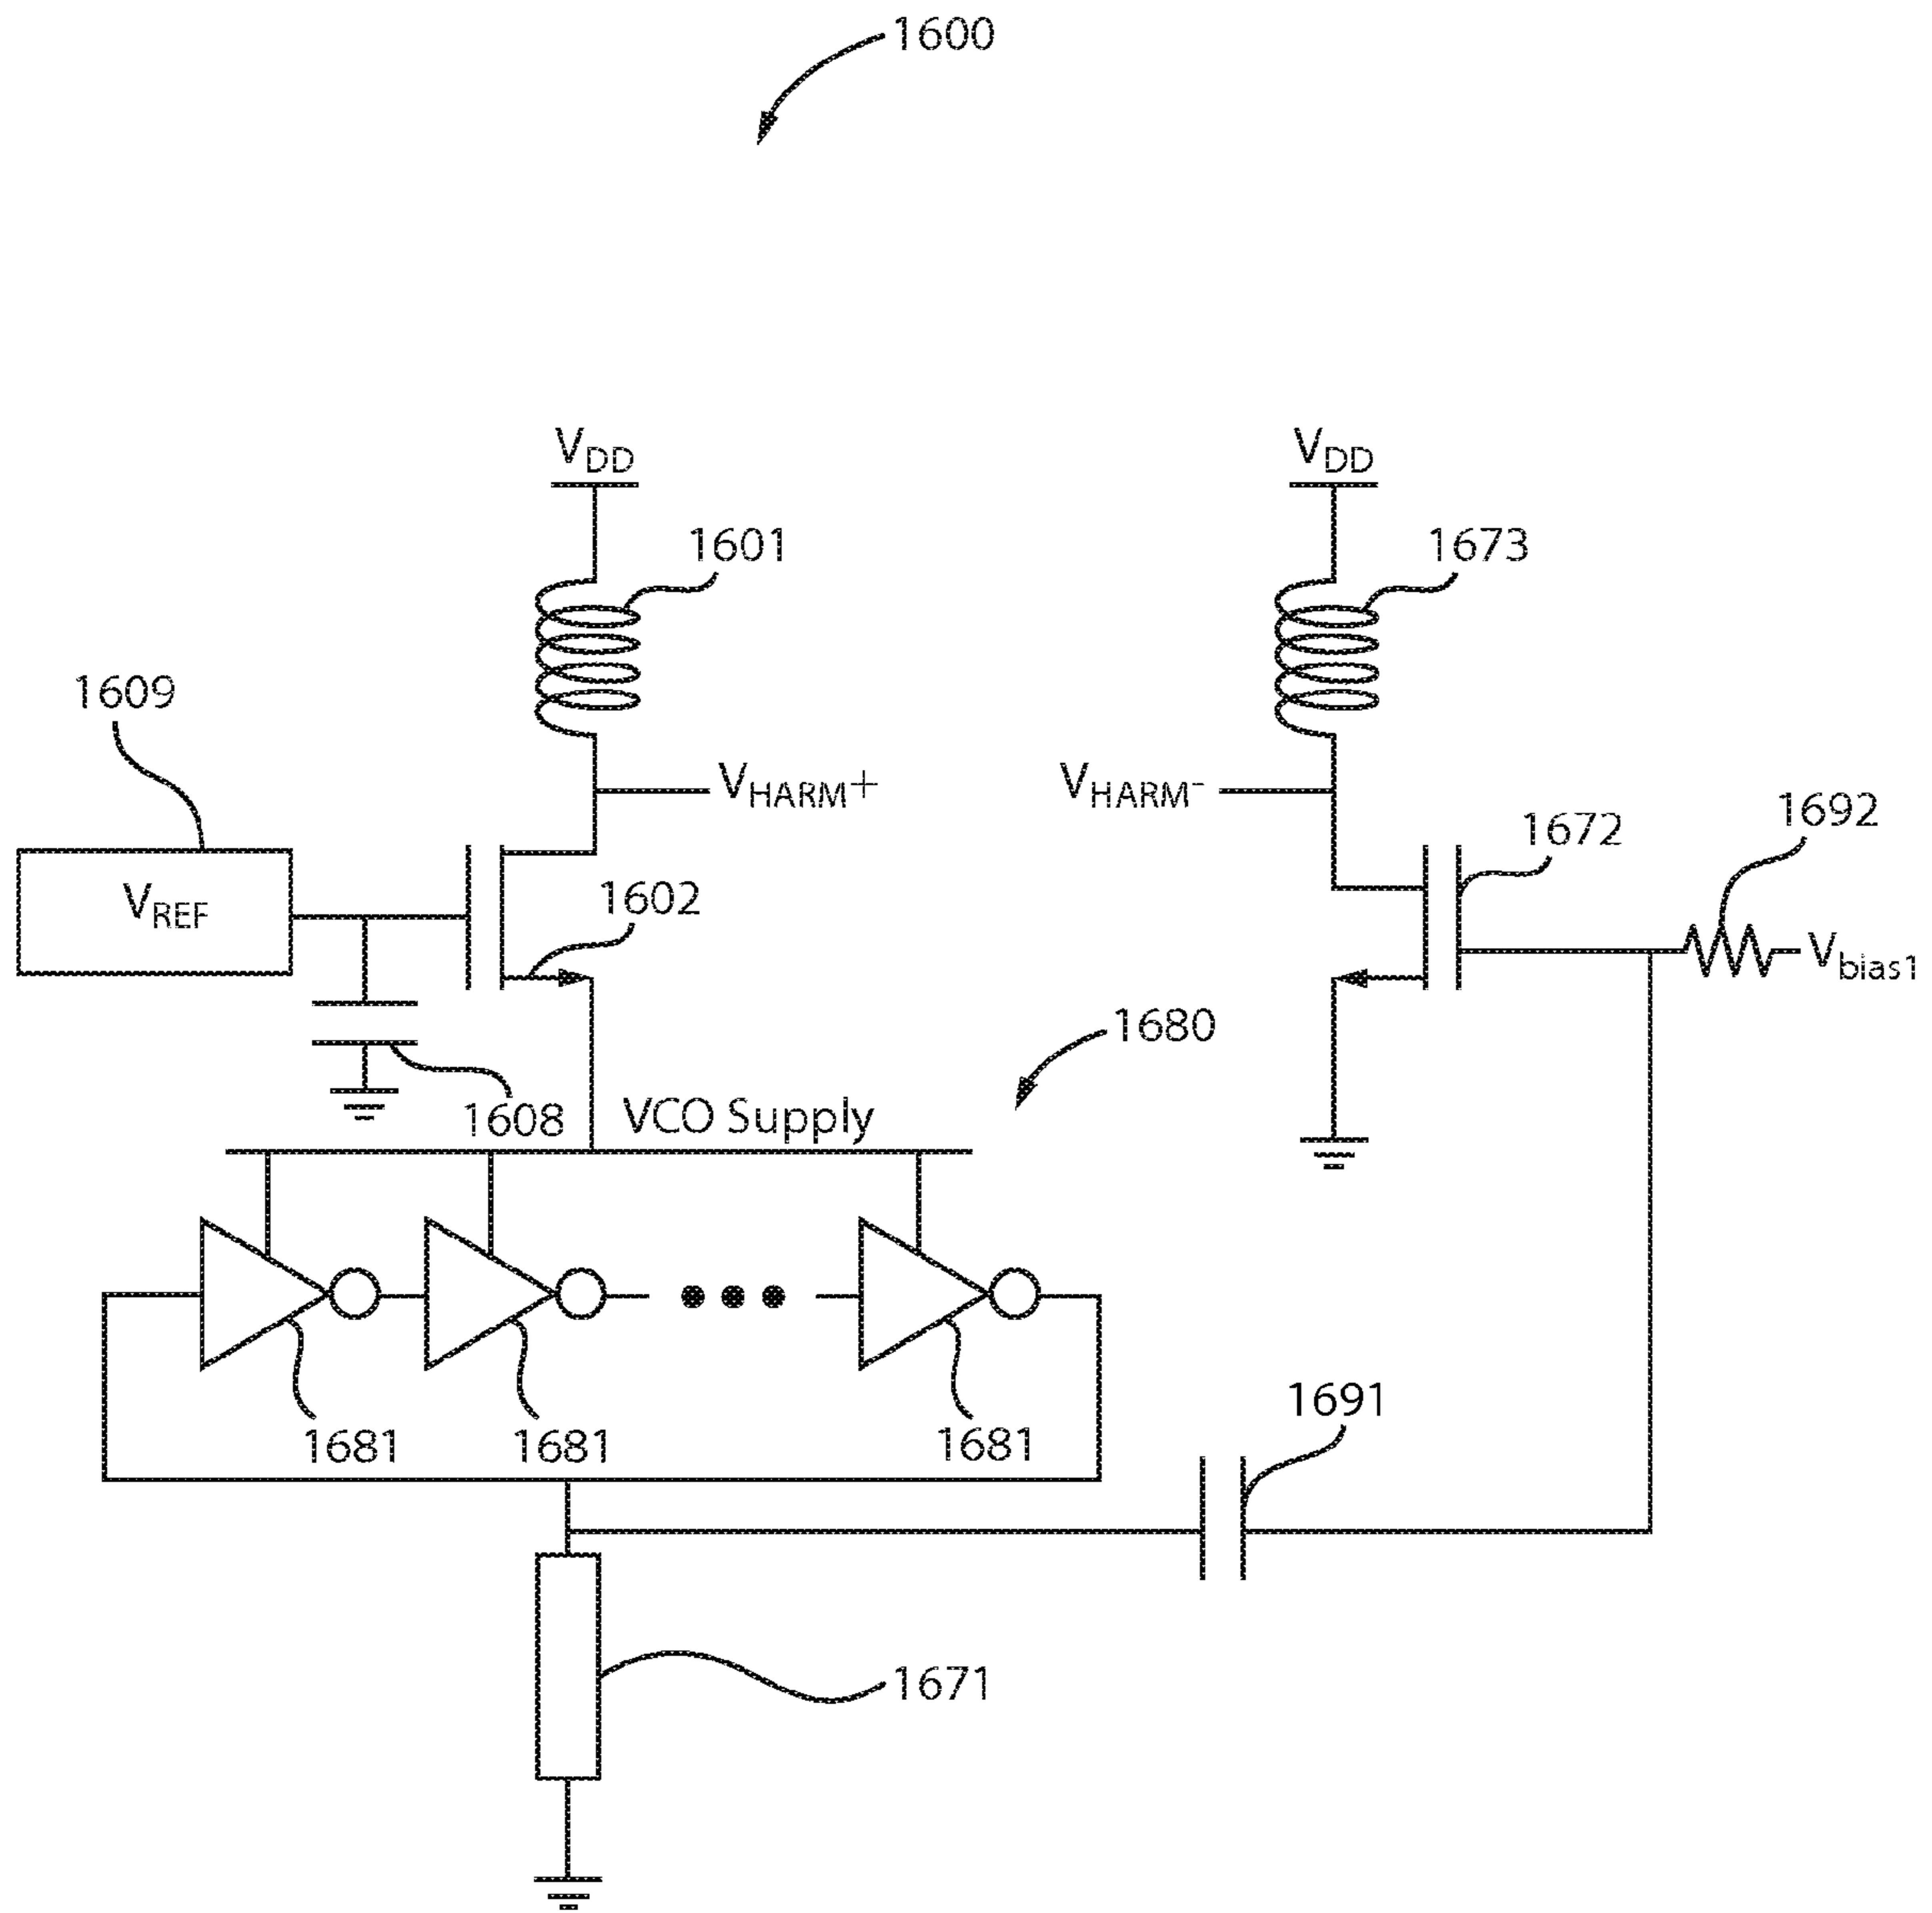 1600
VDD
VDD
1601
1673
1609
VHARM+
VHARM-
1692
1672
VREF
1602
Vbias1
1680
1608
VCO Supply
1691
1681
1681
1681
1671